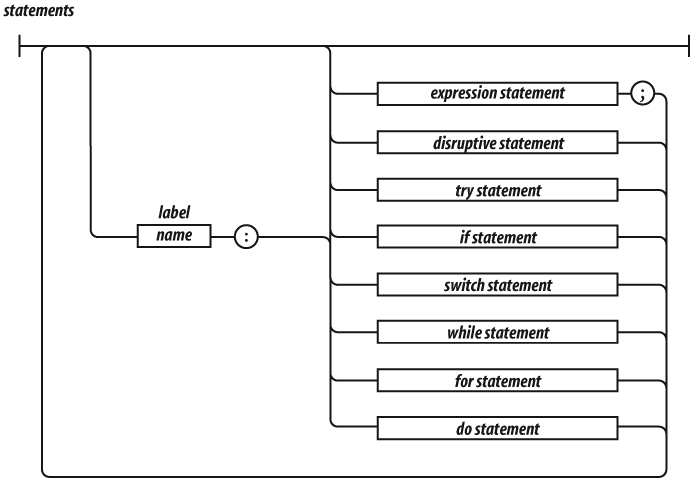 statements
expression statement ;
disruptive statement
try statement
label
name :
if statement
switch statement
while statement
for statement
do statement